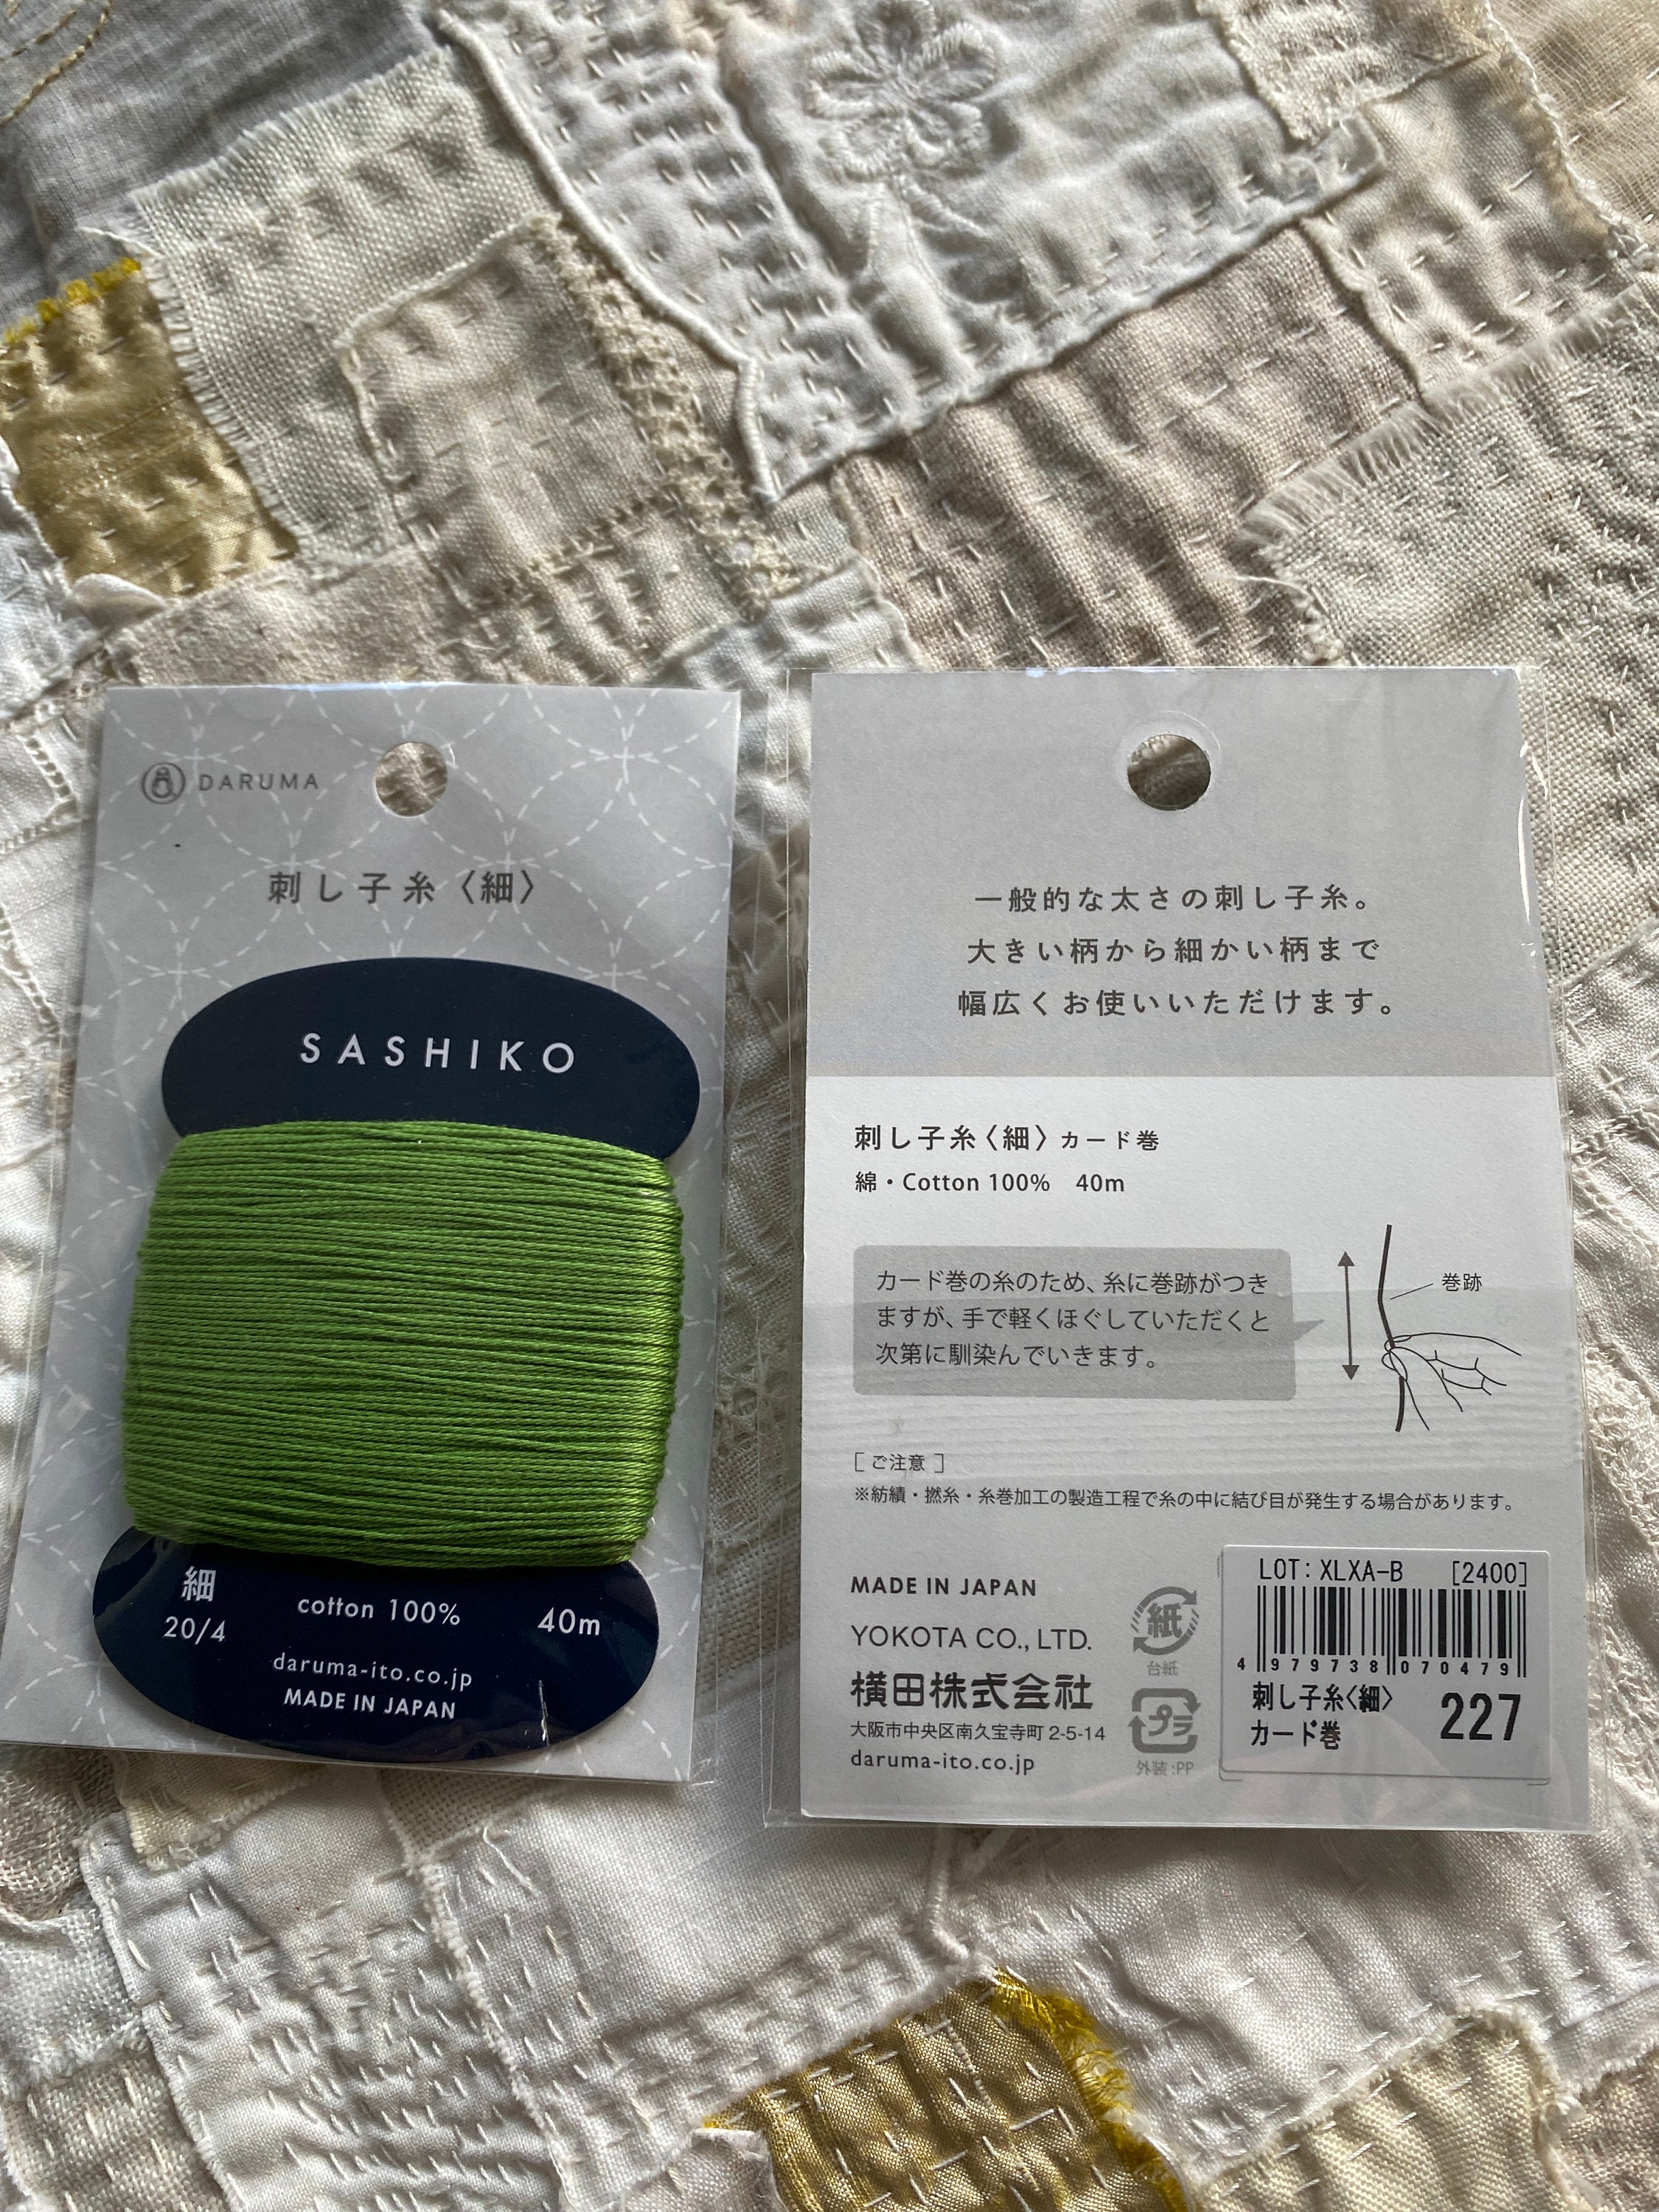 DARUMA
刺し子糸〈細〉
SASHIKO
細
20/4
cotton 100%
40m
daruma-ito.co.jp
MADE IN JAPAN
一般的な太さの刺し子糸。
大きい柄から細かい柄まで
幅広くお使いいただけます。
刺し子糸〈細〉カード巻
綿・Cotton 100% 40m
カード巻の糸のため、糸に巻跡がつき
ますが、手で軽くほぐしていただくと
次第に馴染んでいきます。
巻跡
[ご注意]
※紡績・撚糸・糸巻加工の製造工程で糸の中に結び目が発生する場合があります。
MADE IN JAPAN
YOKOTA CO., LTD.
横田株式会社
大阪市中央区南久宝寺町 2-5-14
daruma-ito.co.jp
紙
台紙
プラ
外装:PP
LOT: XLXA-B [2400]
4 979738 070479
刺し子糸〈細〉
カード巻
227